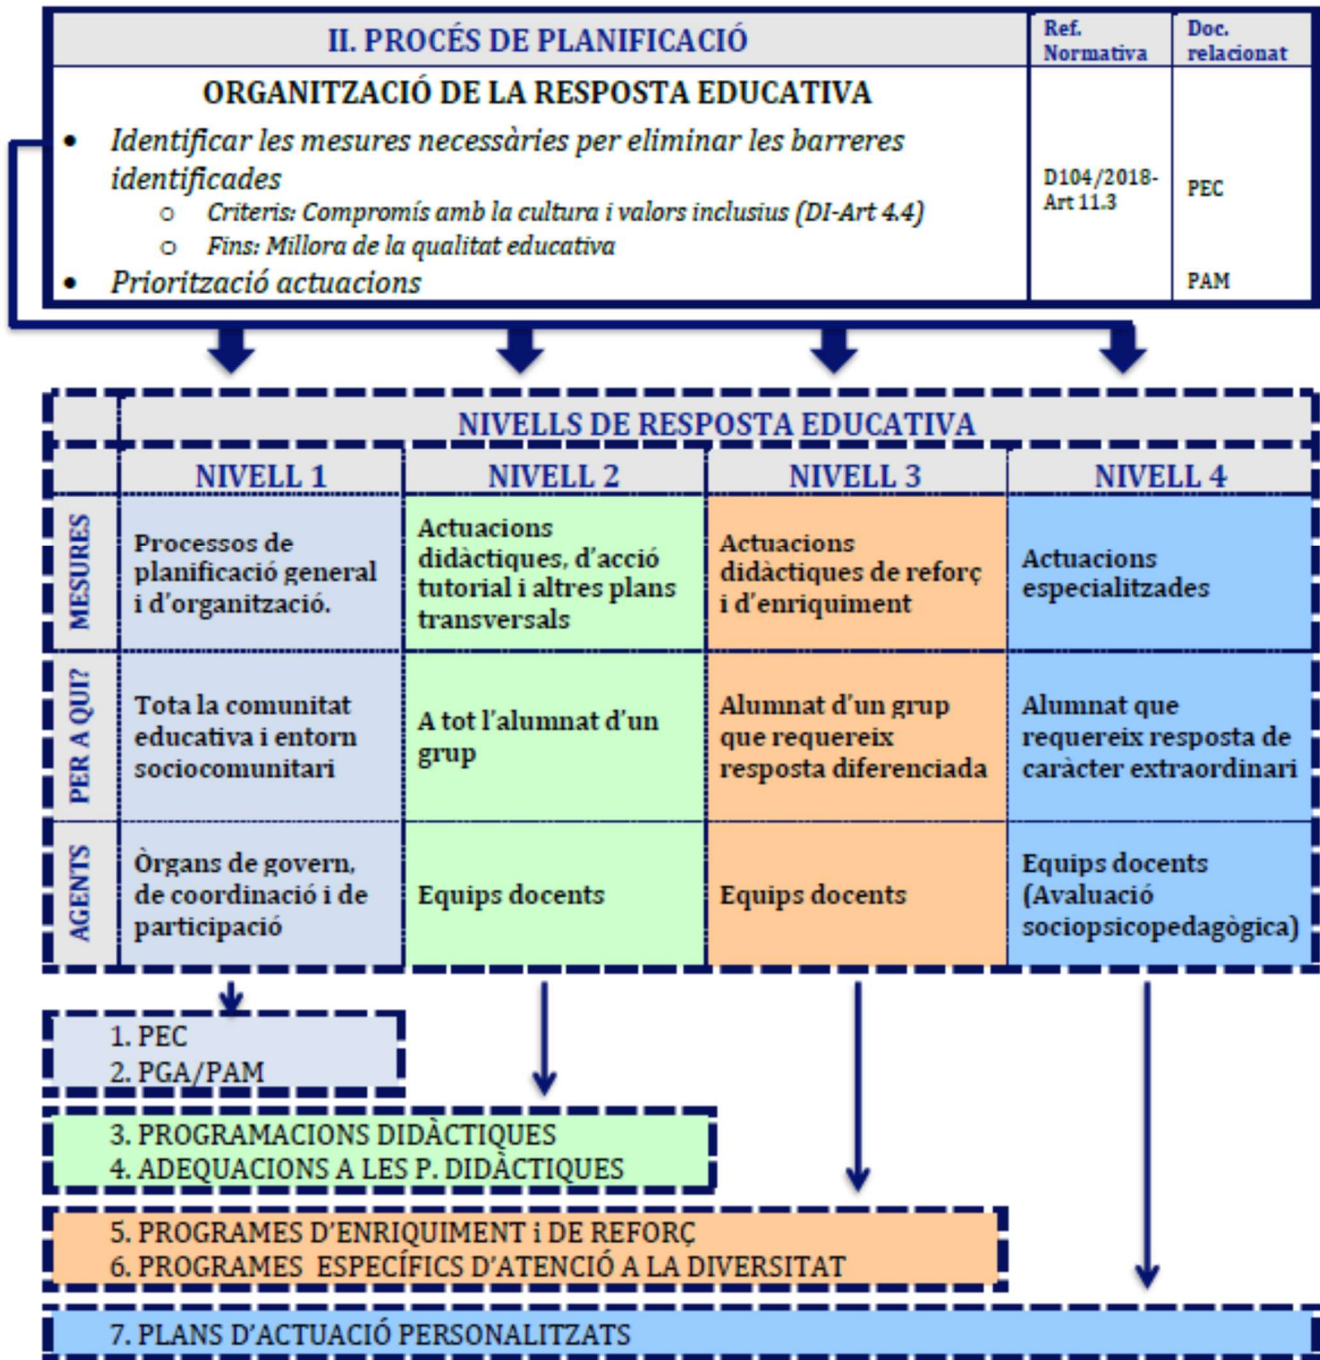 II. PROCÉS DE PLANIFICACIÓ
Ref.
Normativa
Doc.
relacionat
ORGANITZACIÓ DE LA RESPOSTA EDUCATIVA
• Identificar les mesures necessàries per eliminar les barreres
identificades
o Criteris: Compromís amb la cultura i valors inclusius (DI-Art 4.4)
o Fins: Millora de la qualitat educativa
• Priorització actuacions
D104/2018-
Art 11.3
PEC
PAM
NIVELLS DE RESPOSTA EDUCATIVA
NIVELL 1
NIVELL 2
NIVELL 3
NIVELL 4
MESURES
Processos de
planificació general
i d'organització.
Actuacions
didàctiques, d'acció
tutorial i altres plans
transversals
Actuacions
didàctiques de reforç
i d'enriquiment
Actuacions
especialitzades
PER A QUI?
Tota la comunitat
educativa i entorn
sociocomunitari
A tot l'alumnat d'un
grup
Alumnat d'un grup
que requereix
resposta diferenciada
Alumnat que
requereix resposta de
caràcter extraordinari
AGENTS
Òrgans de govern,
de coordinació i de
participació
Equips docents
Equips docents
Equips docents
(Avaluació
sociopsicopedagògica)
1. PEC
2. PGA/PAM
3. PROGRAMACIONS DIDÀCTIQUES
4. ADEQUACIONS A LES P. DIDÀCTIQUES
5. PROGRAMES D'ENRIQUIMENT i DE REFORÇ
6. PROGRAMES ESPECÍFICS D'ATENCIÓ A LA DIVERSITAT
7. PLANS D'ACTUACIÓ PERSONALITZATS